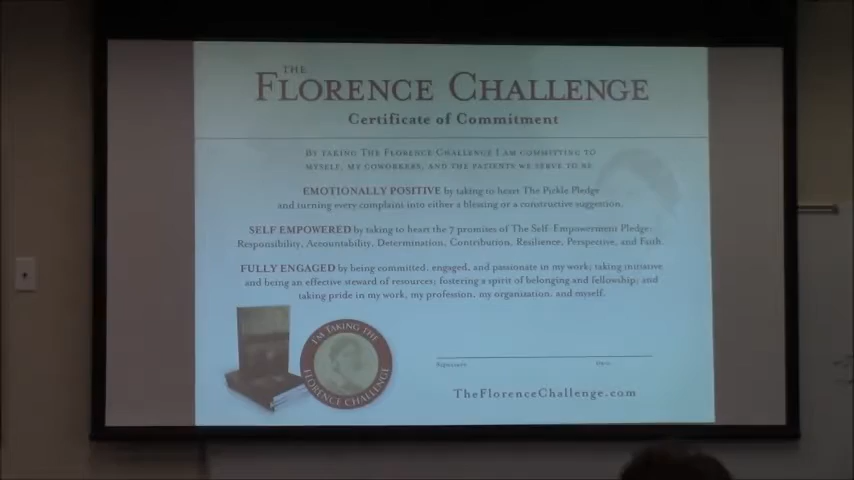 THE
FLORENCE CHALLENGE
Certificate of Commitment
BY TAKING THE FLORENCE CHALLENGE I AM COMMITTING TO
MYSELF, MY COWORKERS, AND THE PATIENTS WE SERVE TO BE
EMOTIONALLY POSITIVE by taking to heart The Pickle Pledge
and turning every complaint into either a blessing or a constructive suggestion.
SELF EMPOWERED by taking to heart the 7 promises of The Self-Empowerment Pledge:
Responsibility, Accountability, Determination, Contribution, Resilience, Perspective, and Faith.
FULLY ENGAGED by being committed, engaged, and passionate in my work; taking initiative
and being an effective steward of resources; fostering a spirit of belonging and fellowship; and
taking pride in my work, my profession, my organization, and myself.
I'M TAKING THE
FLORENCE CHALLENGE
Signature Date
TheFlorenceChallenge.com